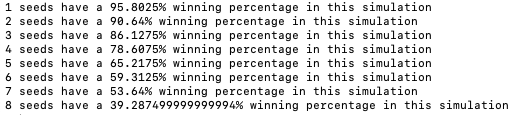 1 seeds have a 95.8025% winning percentage in this simulation
2 seeds have a 90.64% winning percentage in this simulation
3 seeds have a 86.1275% winning percentage in this simulation
4 seeds have a 78.6075% winning percentage in this simulation
5 seeds have a 65.2175% winning percentage in this simulation
6 seeds have a 59.3125% winning percentage in this simulation
7 seeds have a 53.64% winning percentage in this simulation
8 seeds have a 39.287499999999994% winning percentage in this simulation